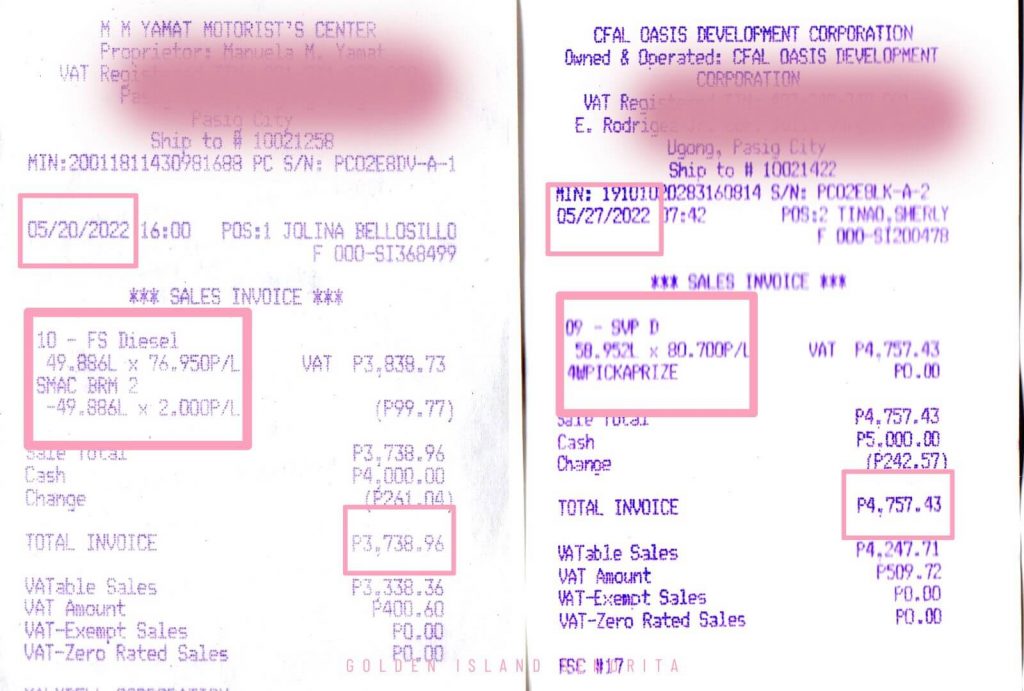 M M YAMAT MOTORIST'S CENTER
Proprietor: Manuela M. Yamat
VAT
Pasig City
Ship to # 10021258
MIN:20011811430981688 PC S/N: PC02E8DV-A-1
05/20/2022 16:00 POS:1 JOLINA BELLOSILLO
F 000-SI368499
*** SALES INVOICE ***
10 - FS Diesel
49.886L x 76.950P/L VAT P3,838.73
SMAC BRM 2
-49.886L x 2.000P/L (P99.77)
Sale Total P3,738.96
Cash P4,000.00
Change (P261.04)
TOTAL INVOICE P3,738.96
VATable Sales P3,338.36
VAT Amount P400.60
VAT-Exempt Sales P0.00
VAT-Zero Rated Sales P0.00
CFAL OASIS DEVELOPMENT CORPORATION
Owned & Operated: CFAL OASIS DEVELOPMENT
CORPORATION
VAT
E.
Ugong, Pasig City
Ship to # 10021422
MIN: 19101020283160814 S/N: PC02E8LK-A-2
05/27/2022 07:42 POS:2 TINAO,SHERLY
F 000-SI200478
*** SALES INVOICE ***
09 - SVP D
58.952L x 80.700P/L VAT P4,757.43
4WPICKAPRIZE P0.00
Sale Total P4,757.43
Cash P5,000.00
Change (P242.57)
TOTAL INVOICE P4,757.43
VATable Sales P4,247.71
VAT Amount P509.72
VAT-Exempt Sales P0.00
VAT-Zero Rated Sales P0.00
FSC #17
GOLDEN ISLAND